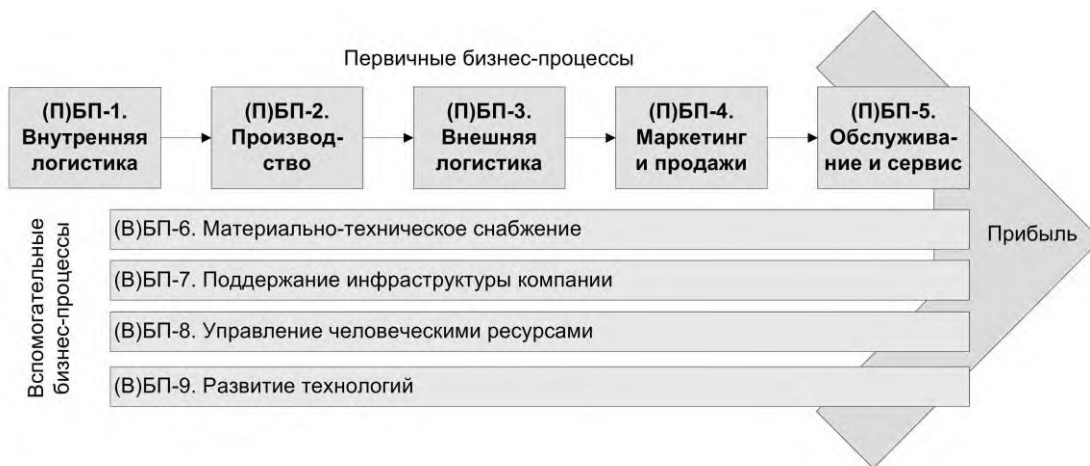 Первичные бизнес-процессы
(П)БП-1.
Внутренняя
логистика
(П)БП-2.
Производ-
ство
(П)БП-3.
Внешняя
логистика
(П)БП-4.
Маркетинг
и продажи
(П)БП-5.
Обслужива-
ние и сервис
Вспомогательные
бизнес-процессы
(В)БП-6. Материально-техническое снабжение
(В)БП-7. Поддержание инфраструктуры компании
(В)БП-8. Управление человеческими ресурсами
(В)БП-9. Развитие технологий
Прибыль